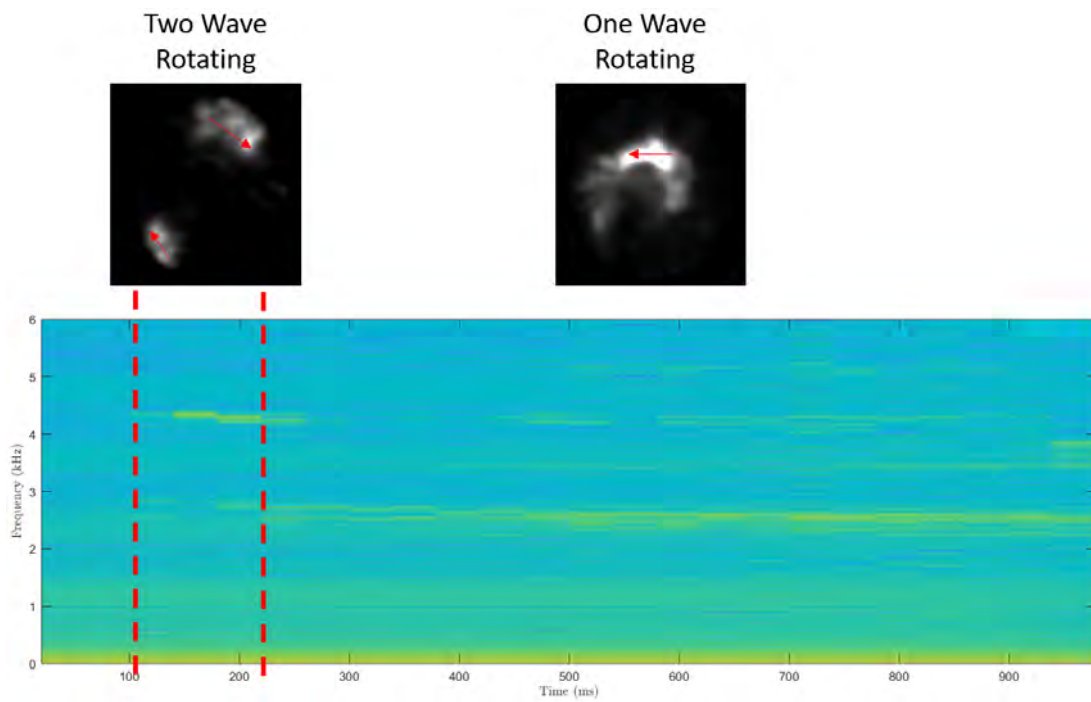 Two Wave
Rotating
One Wave
Rotating
6
5
4
3
2
1
0
Frequency (kHz)
100 200 300 400 500 600 700 800 900
Time (ms)